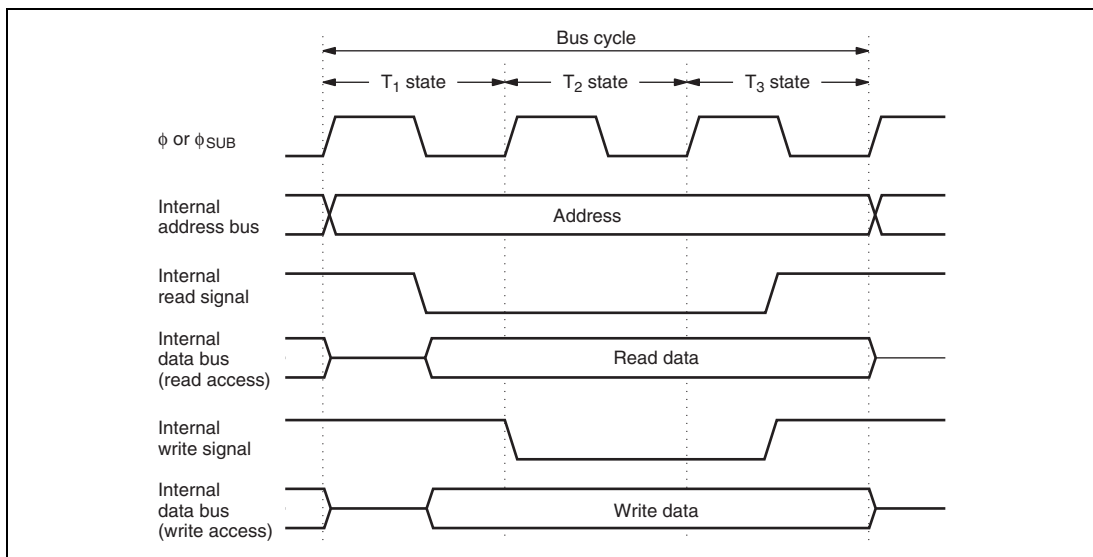 Bus cycle
T₁ state
T₂ state
T₃ state
ϕ or ϕSUB
Internal
address bus
Address
Internal
read signal
Internal
data bus
(read access)
Read data
Internal
write signal
Internal
data bus
(write access)
Write data